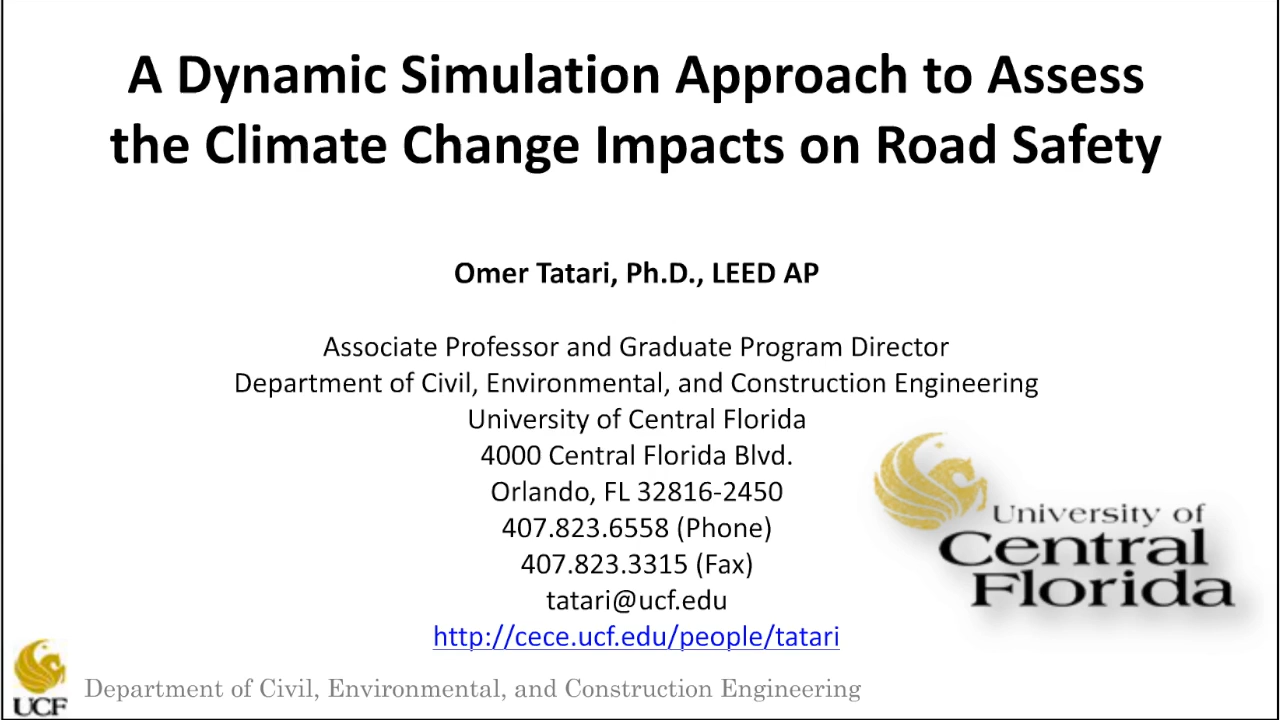 A Dynamic Simulation Approach to Assess
the Climate Change Impacts on Road Safety
Omer Tatari, Ph.D., LEED AP
Associate Professor and Graduate Program Director
Department of Civil, Environmental, and Construction Engineering
University of Central Florida
4000 Central Florida Blvd.
Orlando, FL 32816-2450
407.823.6558 (Phone)
407.823.3315 (Fax)
tatari@ucf.edu
http://cece.ucf.edu/people/tatari
University of
Central
Florida
UCF
Department of Civil, Environmental, and Construction Engineering